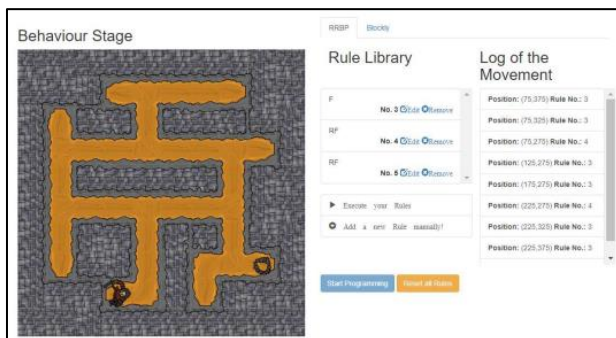 Behaviour Stage
RRBP
Blockly
Rule Library
F
No. 3 Edit Remove
RF
No. 4 Edit Remove
RF
No. 5 Edit Remove
Execute your Rules
Add a new Rule manually!
Start Programming
Reset all Rules
Log of the
Movement
Position: (75,375) Rule No.: 3
Position: (75,325) Rule No.: 3
Position: (75,275) Rule No.: 4
Position: (125,275) Rule No.: 3
Position: (175,275) Rule No.: 3
Position: (225,275) Rule No.: 4
Position: (225,325) Rule No.: 3
Position: (225,375) Rule No.: 3